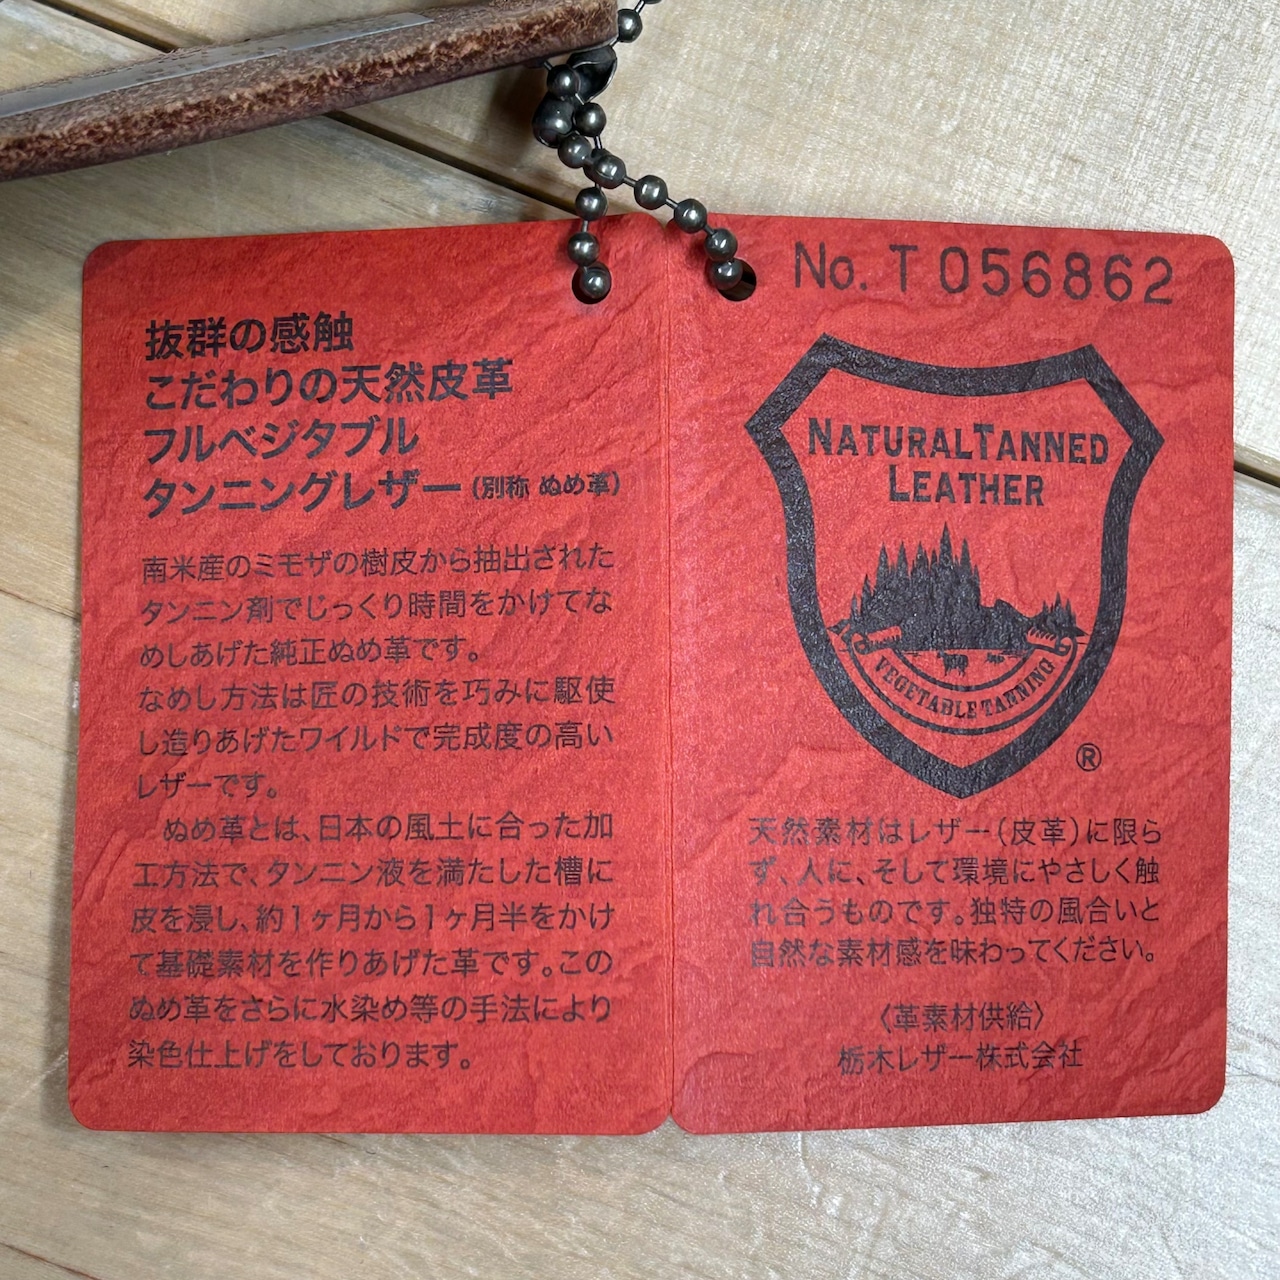 抜群の感触
こだわりの天然皮革
フルベジタブル
タンニングレザー(別称 ぬめ革)
南米産のミモザの樹皮から抽出された
タンニン剤でじっくり時間をかけてな
めしあげた純正ぬめ革です。
なめし方法は匠の技術を巧みに駆使
し造りあげたワイルドで完成度の高い
レザーです。
ぬめ革とは、日本の風土に合った加
工方法で、タンニン液を満たした槽に
皮を浸し、約1ヶ月から1ヶ月半をかけ
て基礎素材を作りあげた革です。この
ぬめ革をさらに水染め等の手法により
染色仕上げをしております。
No. T 056862
NATURALTANNED
LEATHER
VEGETABLE TANNING
®
天然素材はレザー(皮革)に限ら
ず、人に、そして環境にやさしく触
れ合うものです。独特の風合いと
自然な素材感を味わってください。
〈革素材供給〉
栃木レザー株式会社